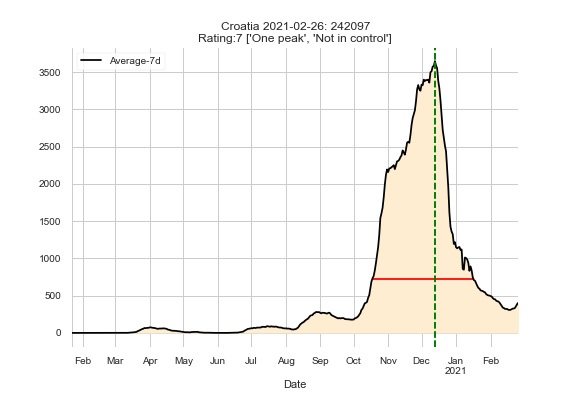 Croatia 2021-02-26: 242097
Rating:7 ['One peak', 'Not in control']
Average-7d
3500
3000
2500
2000
1500
1000
500
0
Feb Mar Apr May Jun Jul Aug Sep Oct Nov Dec Jan Feb
2021
Date